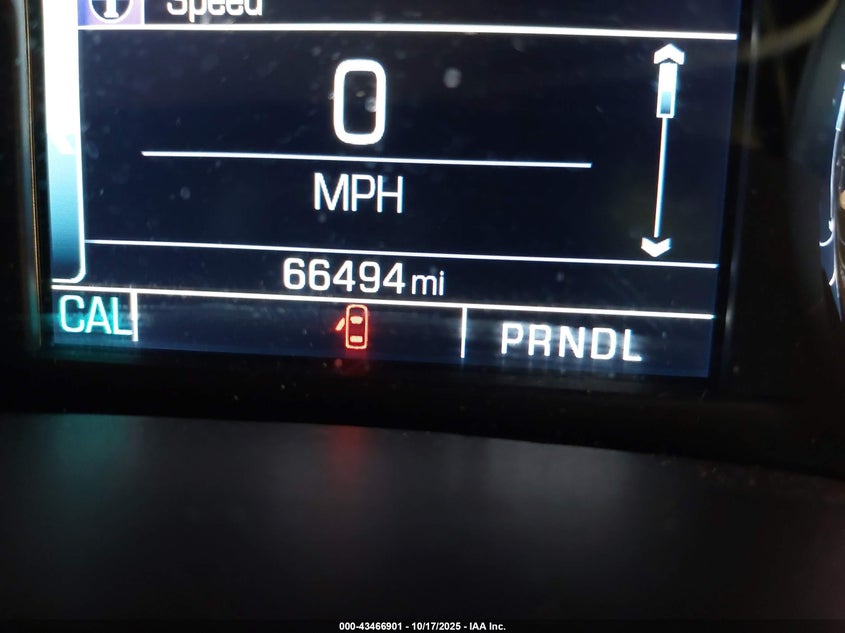 Speed
0
MPH
66494 mi
CAL
PRNDL
000-43466901 - 10/17/2025 - IAA Inc.